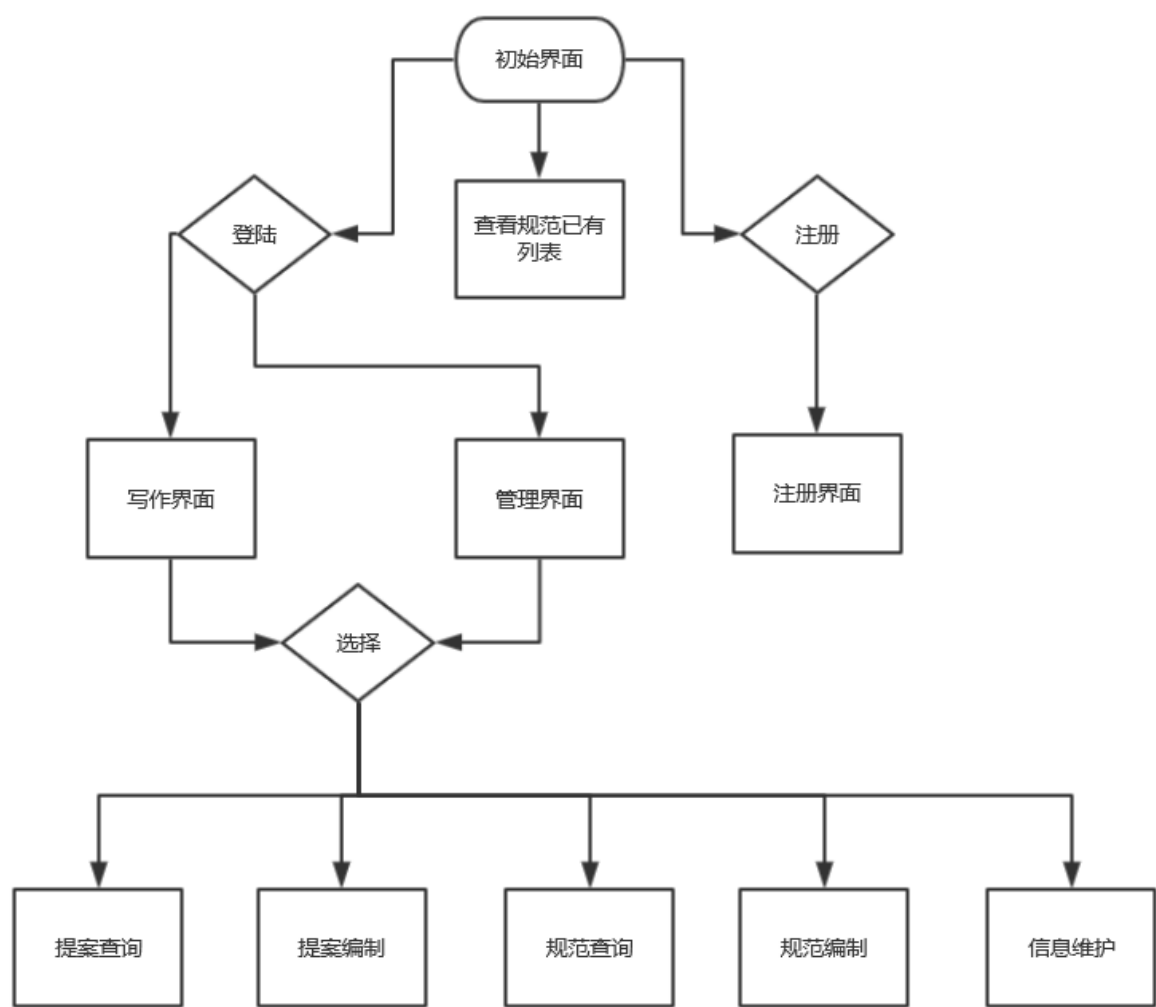 初始界面
登陆
查看规范已有
列表
注册
写作界面
管理界面
注册界面
选择
提案查询
提案编制
规范查询
规范编制
信息维护